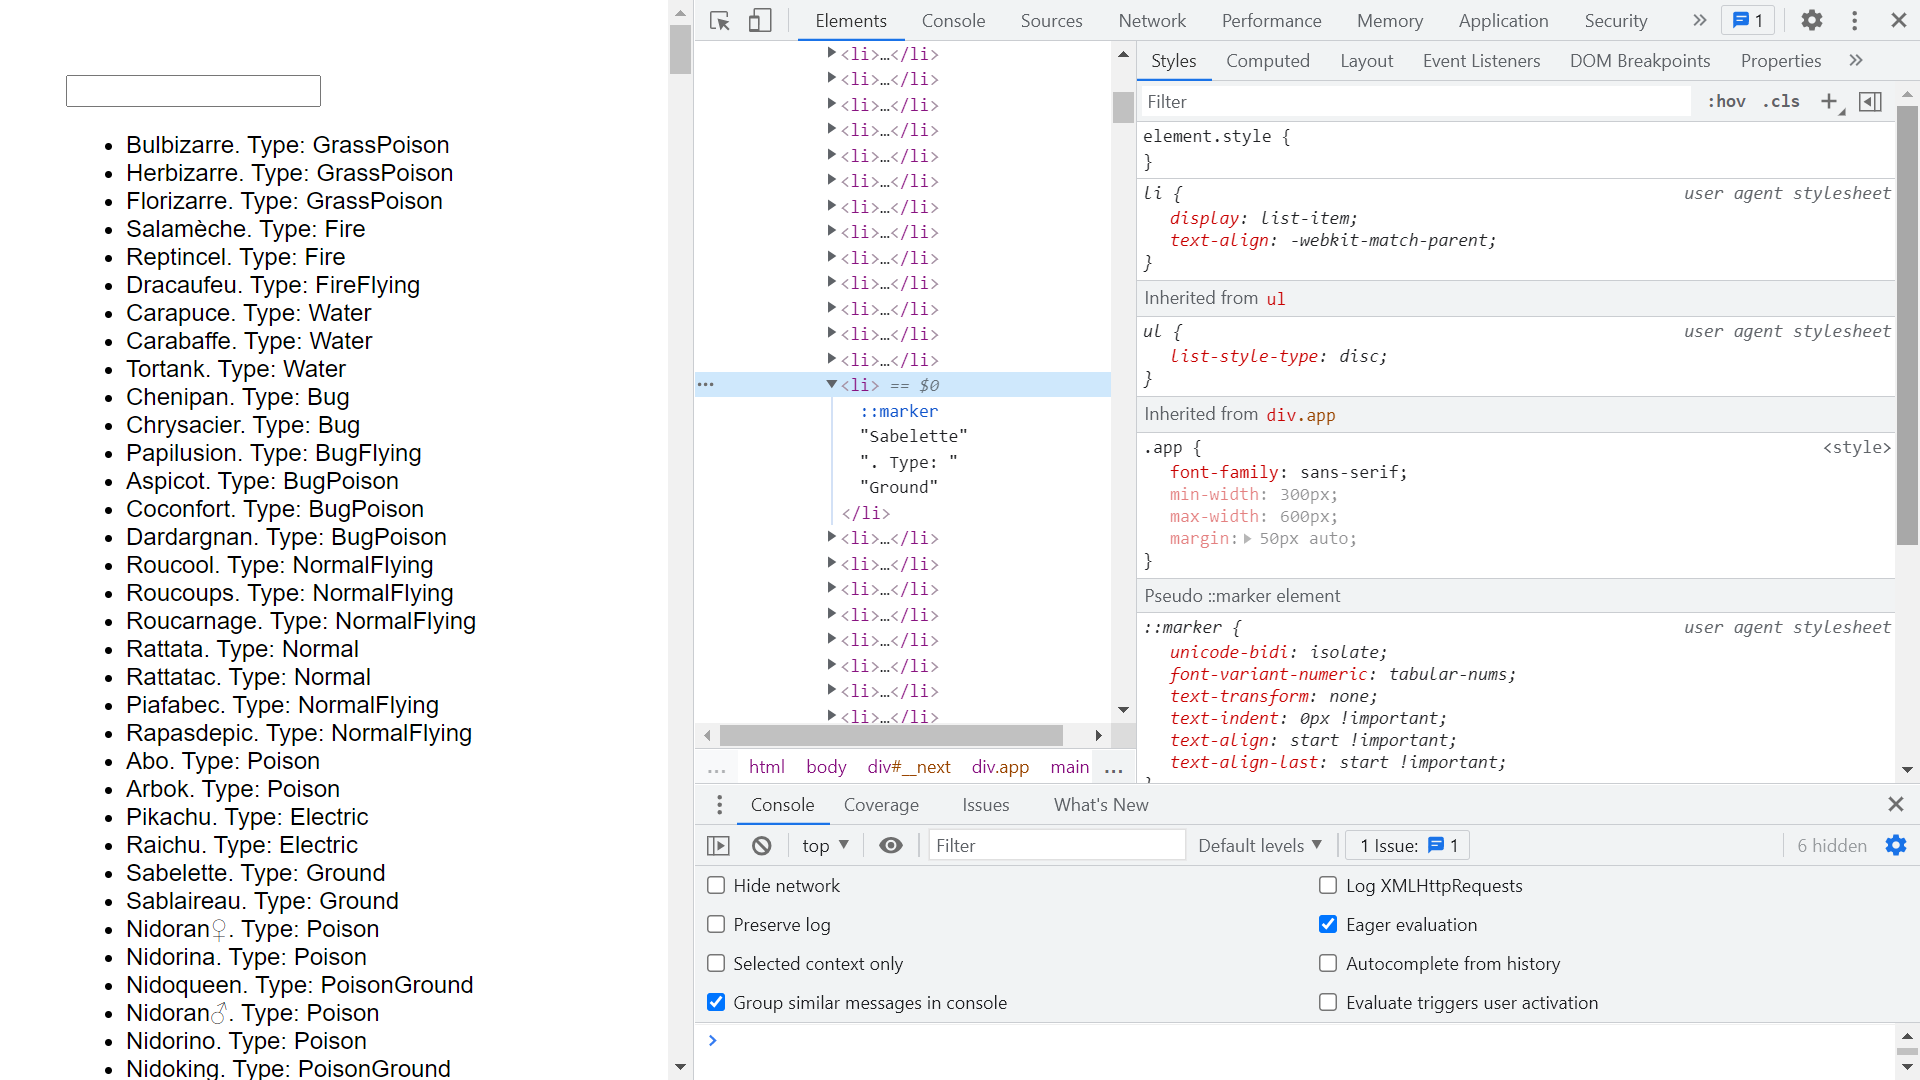 Bulbizarre. Type: GrassPoison
Herbizarre. Type: GrassPoison
Florizarre. Type: GrassPoison
Salamèche. Type: Fire
Reptincel. Type: Fire
Dracaufeu. Type: FireFlying
Carapuce. Type: Water
Carabaffe. Type: Water
Tortank. Type: Water
Chenipan. Type: Bug
Chrysacier. Type: Bug
Papilusion. Type: BugFlying
Aspicot. Type: BugPoison
Coconfort. Type: BugPoison
Dardargnan. Type: BugPoison
Roucool. Type: NormalFlying
Roucoups. Type: NormalFlying
Roucarnage. Type: NormalFlying
Rattata. Type: Normal
Rattatac. Type: Normal
Piafabec. Type: NormalFlying
Rapasdepic. Type: NormalFlying
Abo. Type: Poison
Arbok. Type: Poison
Pikachu. Type: Electric
Raichu. Type: Electric
Sabelette. Type: Ground
Sablaireau. Type: Ground
Nidoran♀. Type: Poison
Nidorina. Type: Poison
Nidoqueen. Type: PoisonGround
Nidoran♂. Type: Poison
Nidorino. Type: Poison
Nidoking. Type: PoisonGround
Elements Console Sources Network Performance Memory Application Security » 1
<li>…</li>
<li>…</li>
<li>…</li>
<li>…</li>
<li>…</li>
<li>…</li>
<li>…</li>
<li>…</li>
<li>…</li>
<li>…</li>
<li>…</li>
<li>…</li>
<li>…</li>
… <li> == $0
::marker
"Sabelette"
". Type: "
"Ground"
</li>
<li>…</li>
<li>…</li>
<li>…</li>
<li>…</li>
<li>…</li>
<li>…</li>
<li>…</li>
<li>…</li>
… html body div#__next div.app main …
Styles Computed Layout Event Listeners DOM Breakpoints Properties »
Filter :hov .cls +
element.style {
}
li { user agent stylesheet
display: list-item;
text-align: -webkit-match-parent;
}
Inherited from ul
ul { user agent stylesheet
list-style-type: disc;
}
Inherited from div.app
.app { <style>
font-family: sans-serif;
min-width: 300px;
max-width: 600px;
margin: 50px auto;
}
Pseudo ::marker element
::marker { user agent stylesheet
unicode-bidi: isolate;
font-variant-numeric: tabular-nums;
text-transform: none;
text-indent: 0px !important;
text-align: start !important;
text-align-last: start !important;
}
Console Coverage Issues What's New
top Filter Default levels 1 Issue: 1 6 hidden
Hide network Log XMLHttpRequests
Preserve log Eager evaluation
Selected context only Autocomplete from history
Group similar messages in console Evaluate triggers user activation